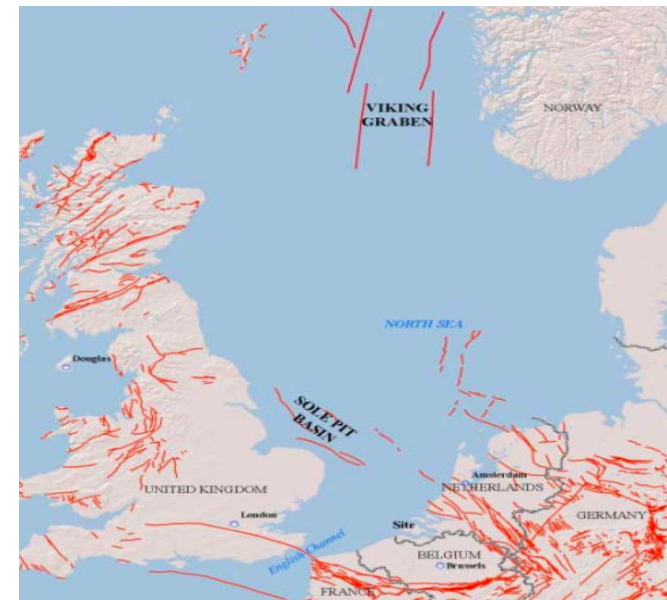 VIKING
GRABEN
NORWAY
NORTH SEA
Douglas
SOLE PIT
BASIN
Amsterdam
NETHERLANDS
UNITED KINGDOM
GERMANY
London
Site
English Channel
BELGIUM
Brussels
FRANCE